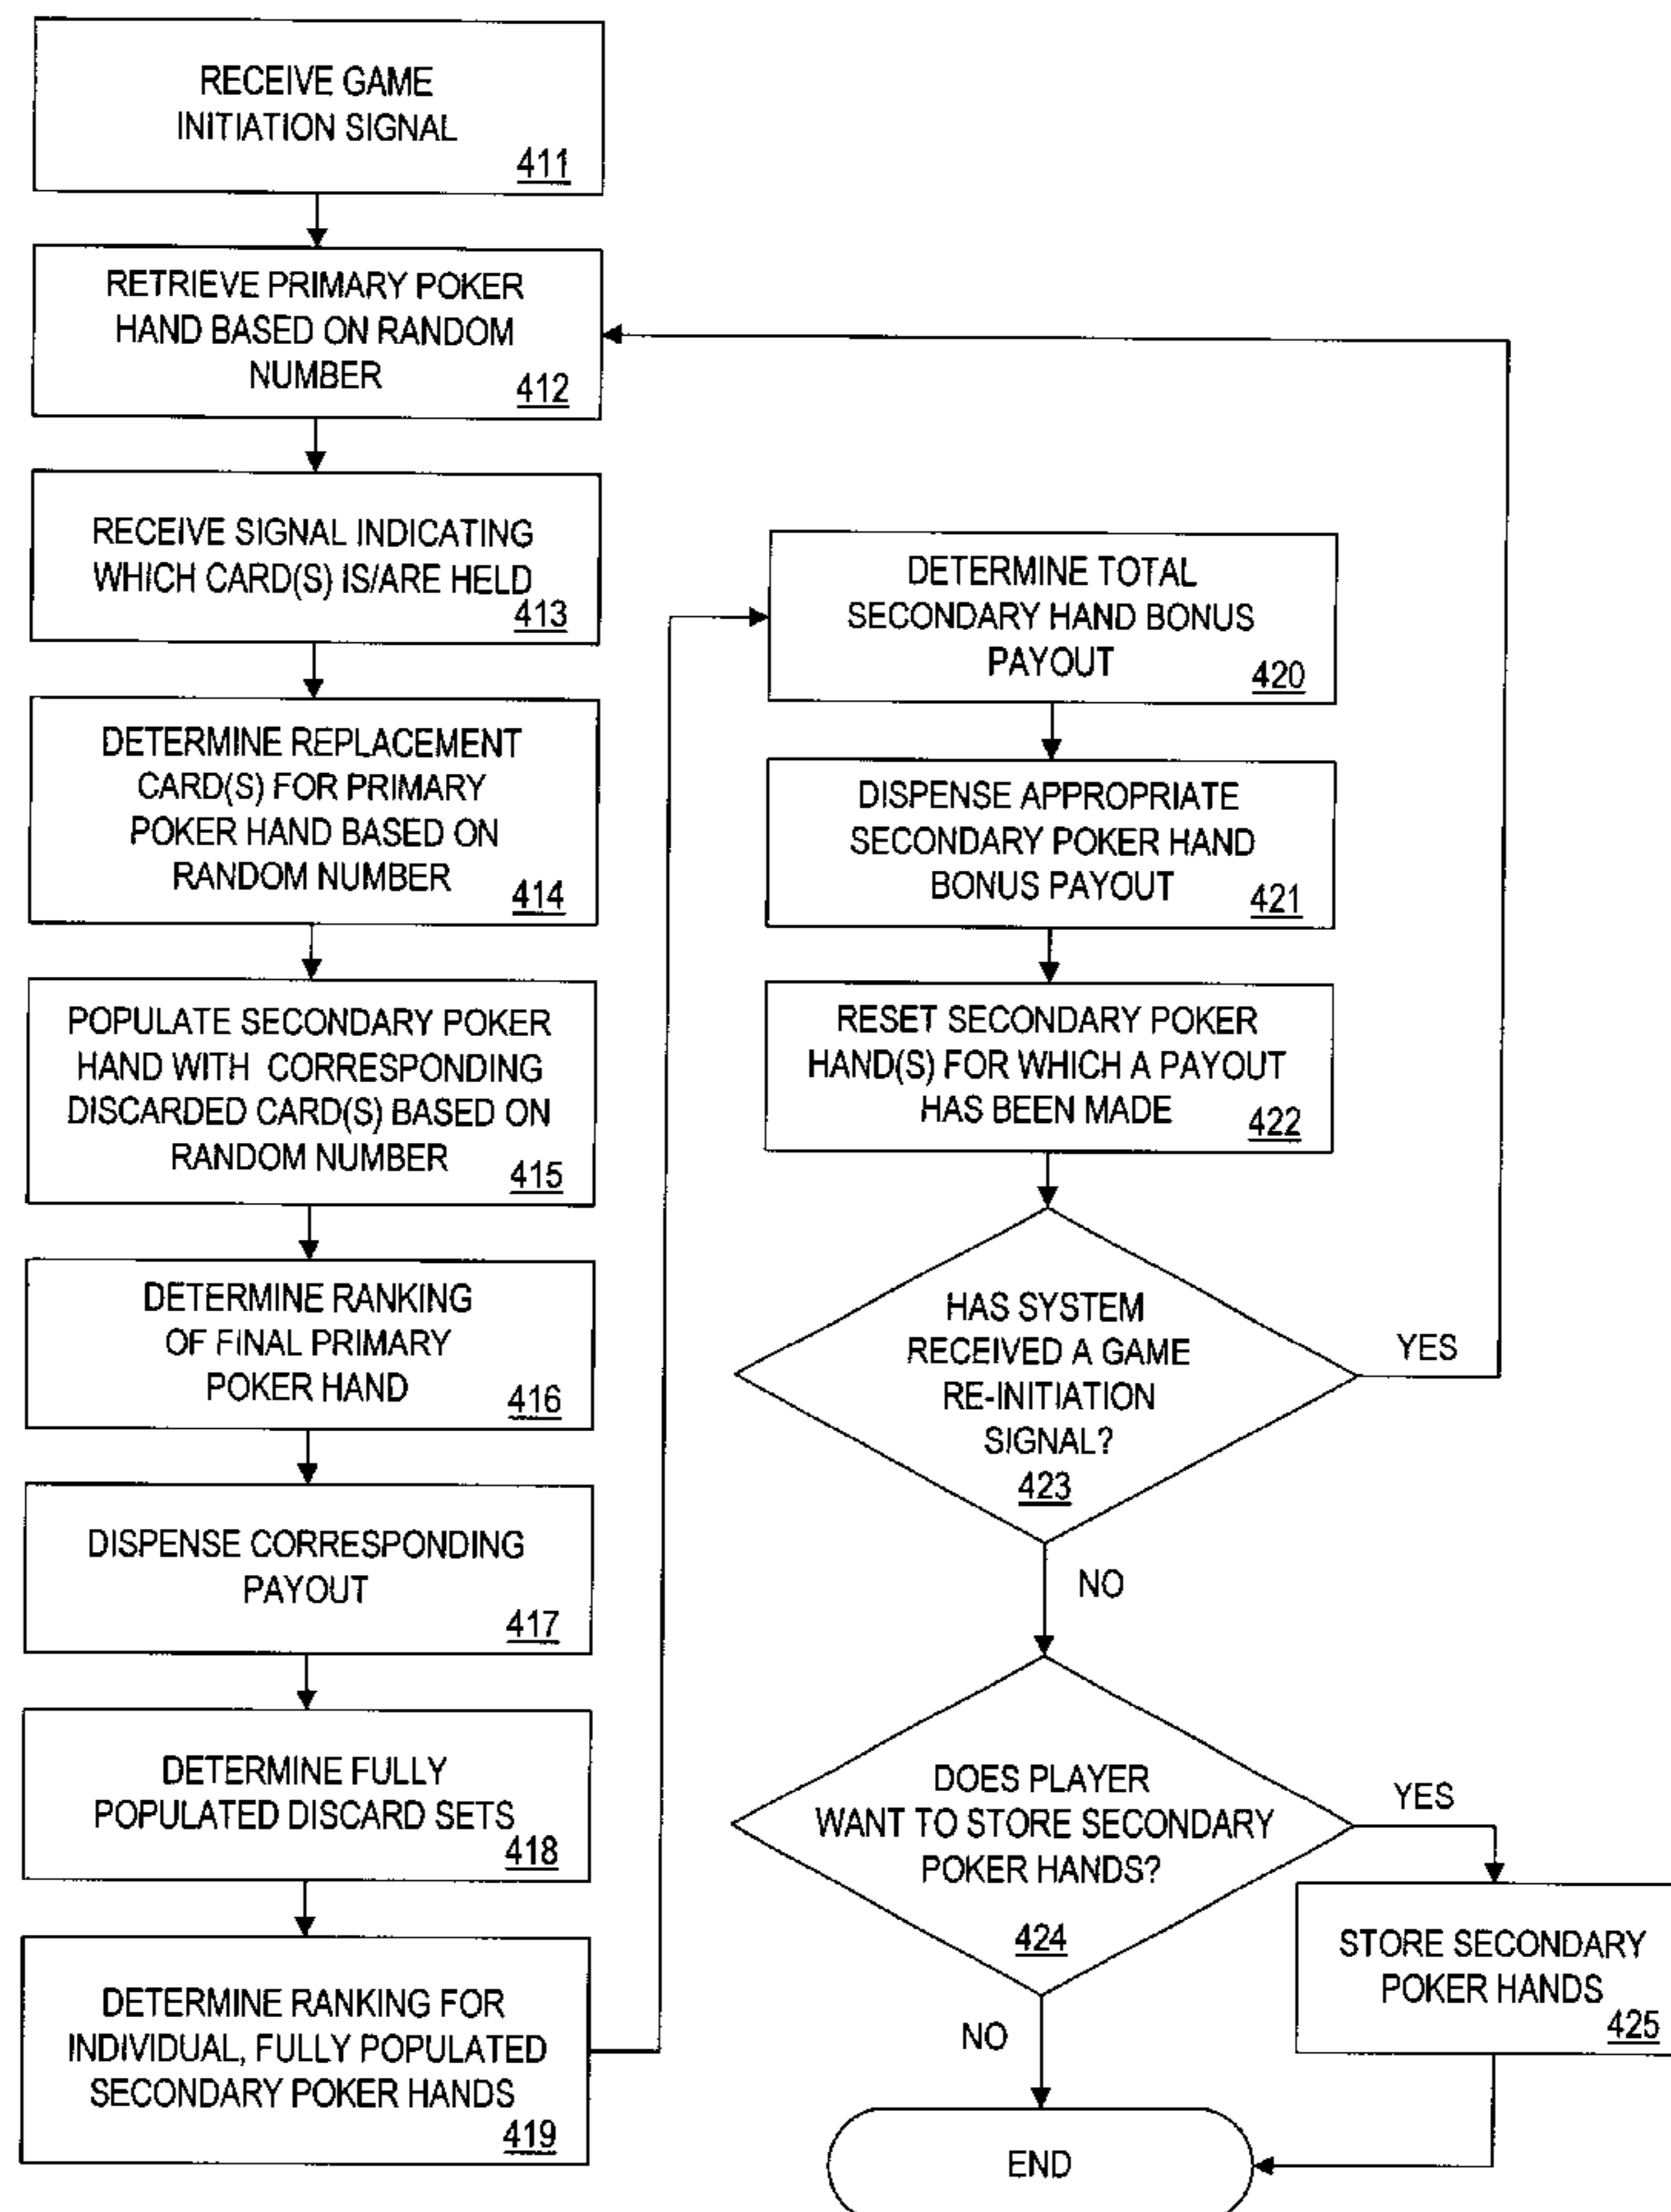 RECEIVE GAME
INITIATION SIGNAL
411
RETRIEVE PRIMARY POKER
HAND BASED ON RANDOM
NUMBER
412
RECEIVE SIGNAL INDICATING
WHICH CARD(S) IS/ARE HELD
413
DETERMINE REPLACEMENT
CARD(S) FOR PRIMARY
POKER HAND BASED ON
RANDOM NUMBER
414
POPULATE SECONDARY POKER
HAND WITH CORRESPONDING
DISCARDED CARD(S) BASED ON
RANDOM NUMBER
415
DETERMINE RANKING
OF FINAL PRIMARY
POKER HAND
416
DISPENSE CORRESPONDING
PAYOUT
417
DETERMINE FULLY
POPULATED DISCARD SETS
418
DETERMINE RANKING FOR
INDIVIDUAL, FULLY POPULATED
SECONDARY POKER HANDS
419
DETERMINE TOTAL
SECONDARY HAND BONUS
PAYOUT
420
DISPENSE APPROPRIATE
SECONDARY POKER HAND
BONUS PAYOUT
421
RESET SECONDARY POKER
HAND(S) FOR WHICH A PAYOUT
HAS BEEN MADE
422
HAS SYSTEM
RECEIVED A GAME
RE-INITIATION
SIGNAL?
423
YES
NO
DOES PLAYER
WANT TO STORE SECONDARY
POKER HANDS?
424
YES
NO
STORE SECONDARY
POKER HANDS
425
END